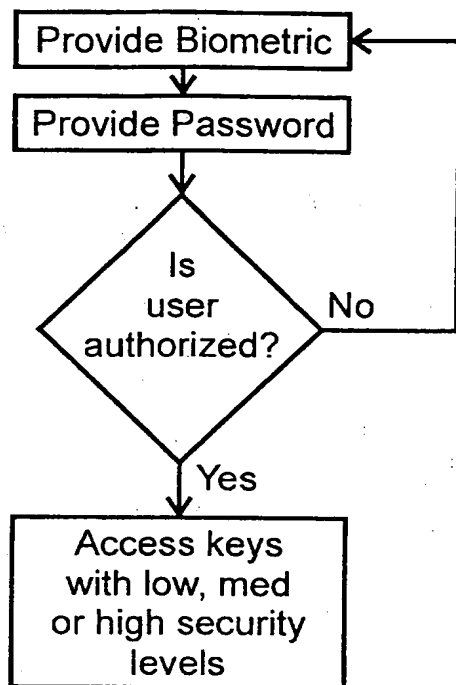 Provide Biometric
Provide Password
Is
user
authorized?
No
Yes
Access keys
with low, med
or high security
levels